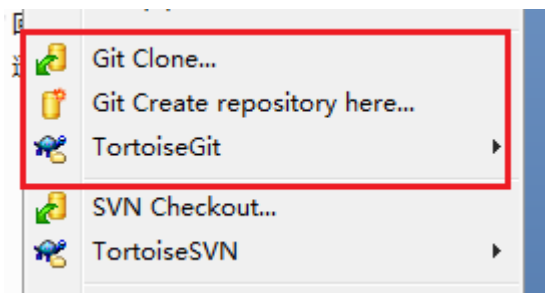 Git Clone...
Git Create repository here...
TortoiseGit
SVN Checkout...
TortoiseSVN